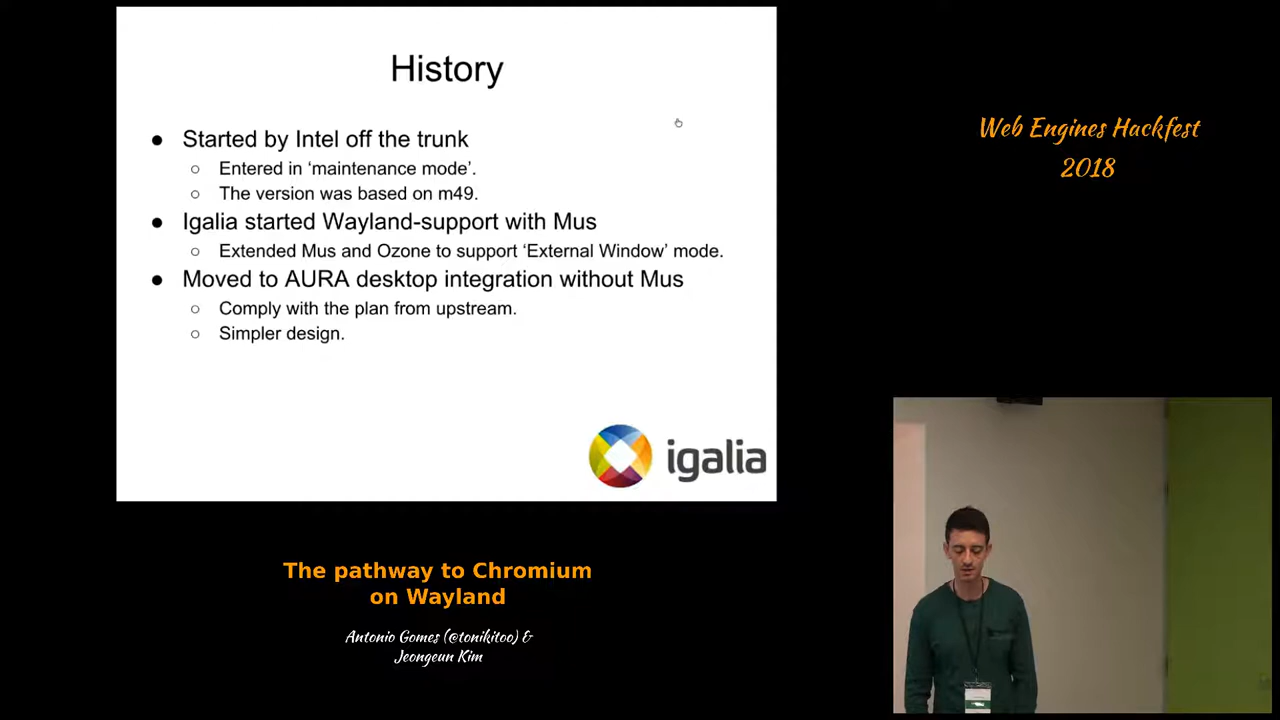 History
● Started by Intel off the trunk
○ Entered in ‘maintenance mode’.
○ The version was based on m49.
● Igalia started Wayland-support with Mus
○ Extended Mus and Ozone to support ‘External Window’ mode.
● Moved to AURA desktop integration without Mus
○ Comply with the plan from upstream.
○ Simpler design.
igalia
Web Engines Hackfest
2018
The pathway to Chromium
on Wayland
Antonio Gomes (@tonikitoo) &
Jeongeun Kim